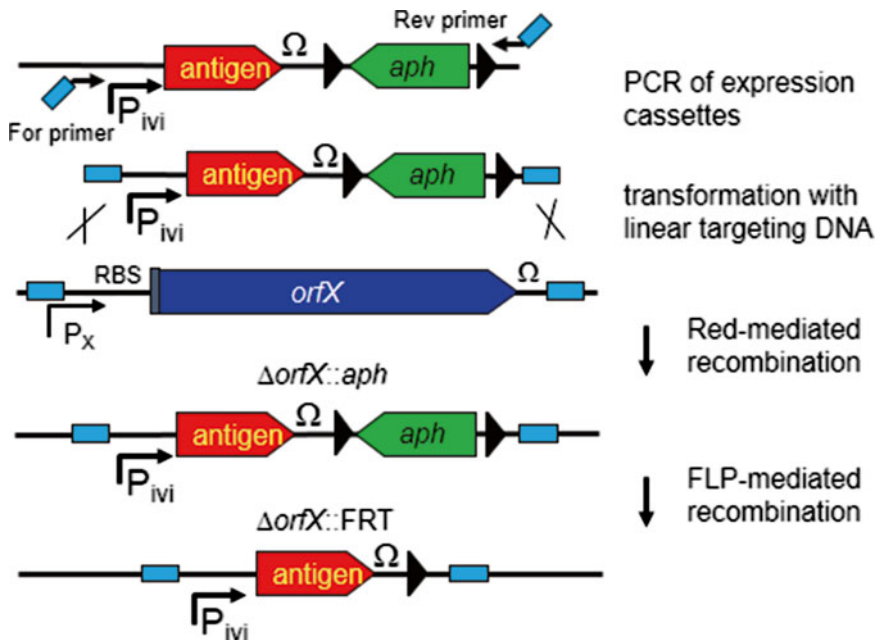 Rev primer
antigen Ω aph
P ivi
For primer
PCR of expression
cassettes
antigen Ω aph
P ivi
transformation with
linear targeting DNA
RBS orfX Ω
P X
Red-mediated
recombination
ΔorfX::aph
antigen Ω aph
P ivi
FLP-mediated
recombination
ΔorfX::FRT
antigen Ω
P ivi